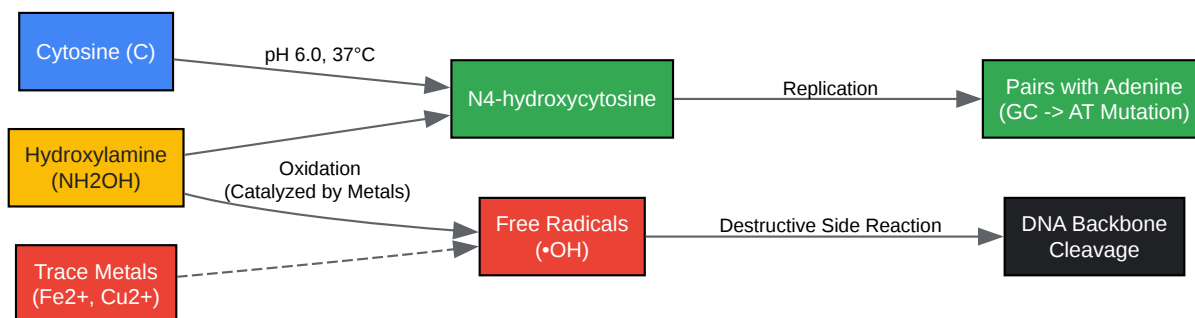 Cytosine (C)
pH 6.0, 37°C
N4-hydroxycytosine
Replication
Pairs with Adenine
(GC -> AT Mutation)
Hydroxylamine
(NH2OH)
Oxidation
(Catalyzed by Metals)
Free Radicals
(•OH)
Destructive Side Reaction
DNA Backbone
Cleavage
Trace Metals
(Fe2+, Cu2+)